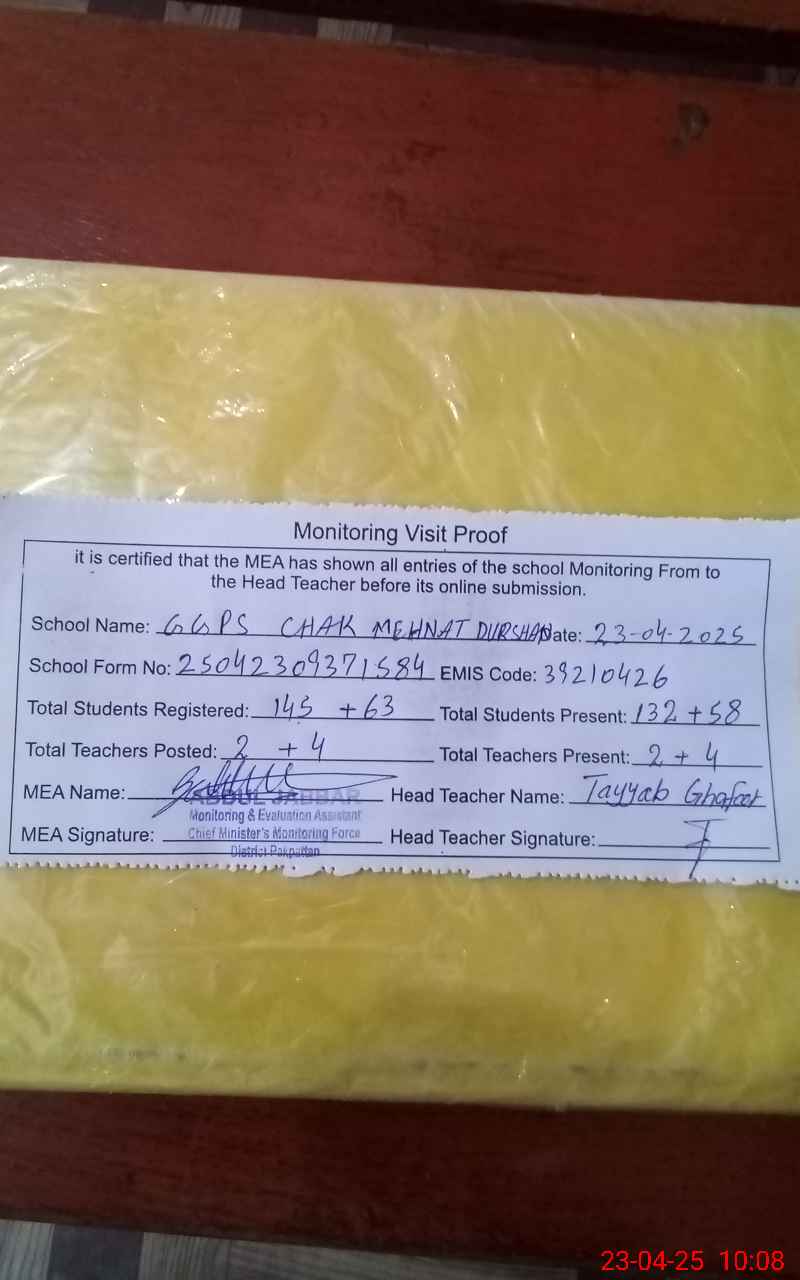 Monitoring Visit Proof
it is certified that the MEA has shown all entries of the school Monitoring From to
the Head Teacher before its online submission.
School Name: GGPS CHAK MEHNAT DURSHAN Date: 23-04-2025
School Form No: 25042309371584 EMIS Code: 39210426
Total Students Registered: 145 +63 Total Students Present: 132 +58
Total Teachers Posted: 2 +4 Total Teachers Present: 2 + 4
MEA Name: ABDUL JABBAR Head Teacher Name: Tayyab Ghafoor
Monitoring & Evaluation Assistant
MEA Signature: Chief Minister's Monitoring Force Head Teacher Signature:
District Pakpattan
23-04-25 10:08